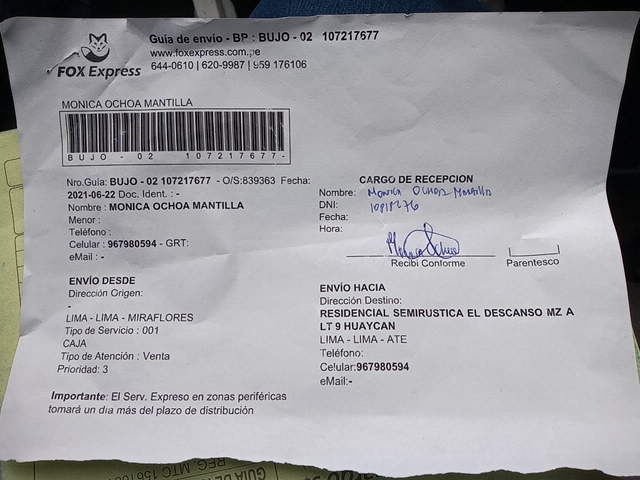 Guia de envio - BP : BUJO - 02 107217677
www.foxexpress.com.pe
644-0610 | 620-9987 | 959 176106
FOX Express
MONICA OCHOA MANTILLA
BUJO - 02 107217677-
Nro.Guía: BUJO - 02 107217677 - O/S:839363 Fecha:
2021-06-22 Doc. Ident. : -
Nombre : MONICA OCHOA MANTILLA
Menor :
Teléfono :
Celular : 967980594 - GRT:
eMail : -
CARGO DE RECEPCION
Nombre: Monica Ochoa Mantilla
DNI:
Fecha:
Hora:
Recibí Conforme
Parentesco
ENVÍO DESDE
Dirección Origen:
-
LIMA - LIMA - MIRAFLORES
Tipo de Servicio : 001
CAJA
Tipo de Atención : Venta
Prioridad: 3
ENVÍO HACIA
Dirección Destino:
RESIDENCIAL SEMIRUSTICA EL DESCANSO MZ A
LT 9 HUAYCAN
LIMA - LIMA - ATE
Teléfono:
Celular:967980594
eMail:-
Importante: El Serv. Expreso en zonas periféricas
tomará un día más del plazo de distribución